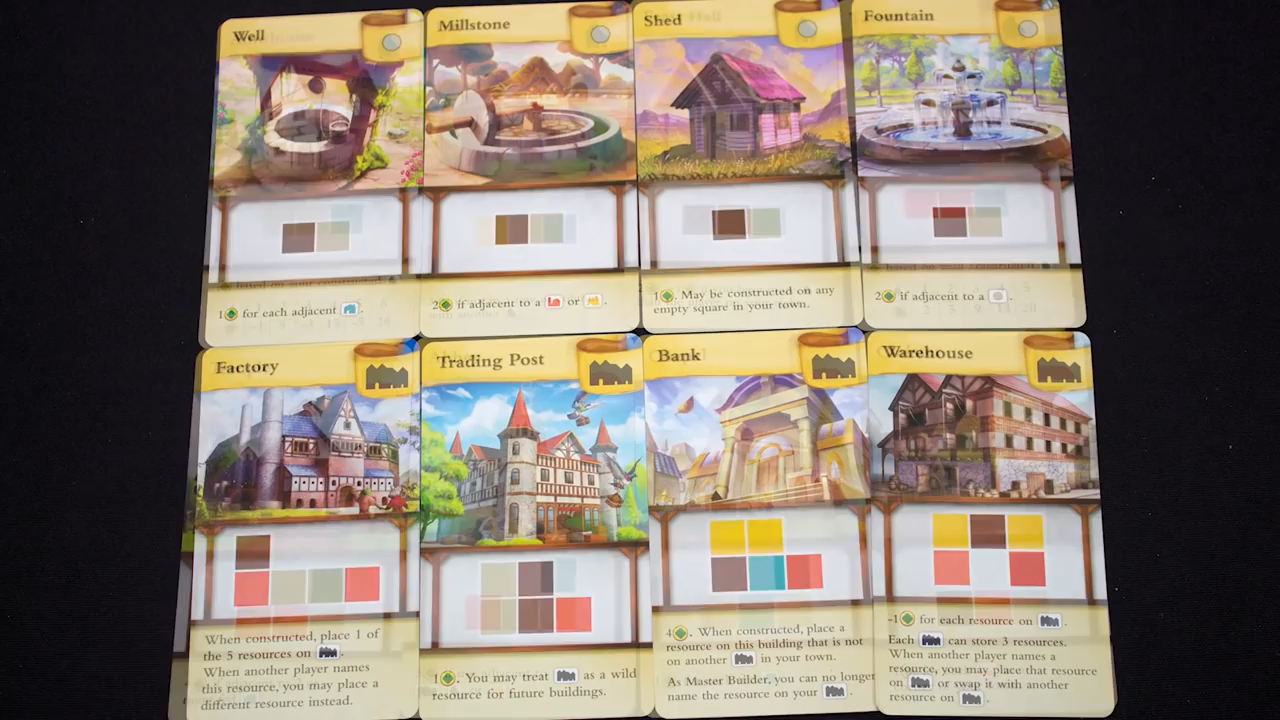 Well
Millstone
Shed
Fountain
1 for each adjacent .
2 if adjacent to a or .
1 . May be constructed on any
empty square in your town.
2 if adjacent to a .
Factory
Trading Post
Bank
Warehouse
When constructed, place 1 of
the 5 resources on .
When another player names
this resource, you may place a
different resource instead.
1 . You may treat as a wild
resource for future buildings.
4 . When constructed, place a
resource on this building that is not
on another in your town.
As Master Builder, you can no longer
name the resource on your .
-1 for each resource on .
Each can store 3 resources.
When another player names a
resource, you may place that resource
on or swap it with another
resource on .